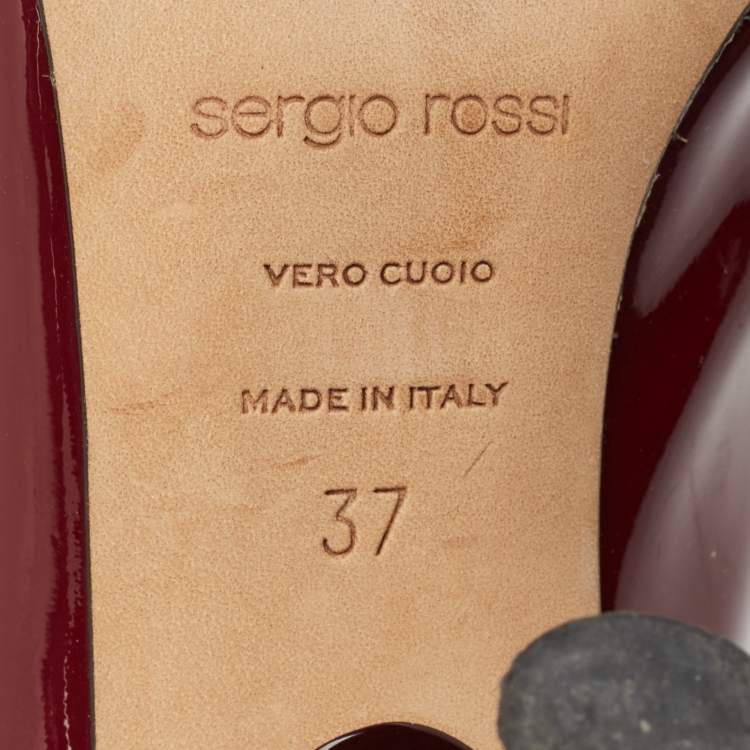 sergio rossi
VERO CUOIO
MADE IN ITALY
37